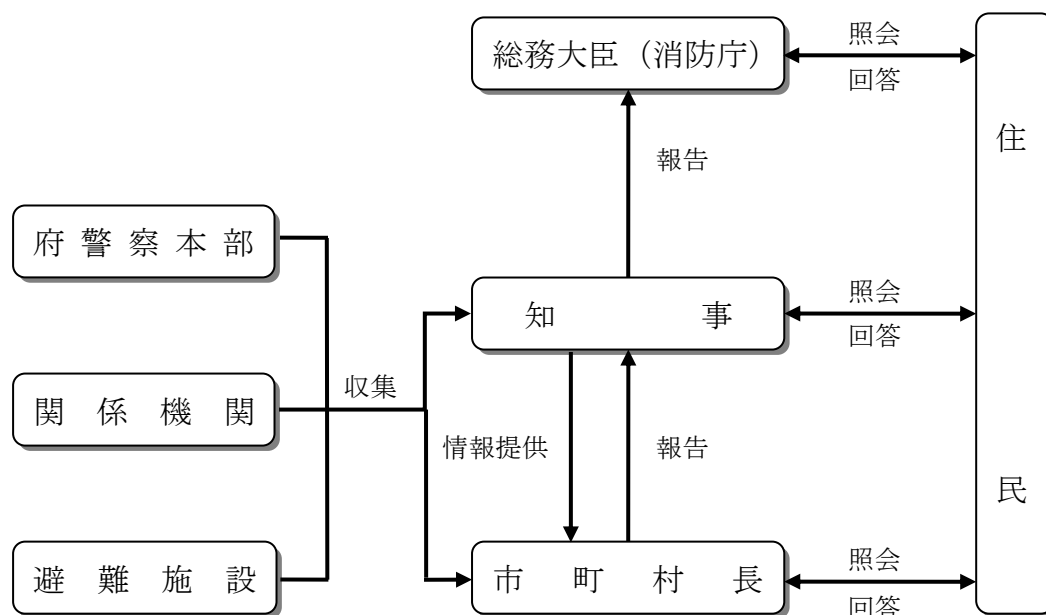 総務大臣（消防庁）
照会
回答
住民
報告
府警察本部
知事
照会
回答
関係機関
収集
情報提供
報告
避難施設
市町村長
照会
回答